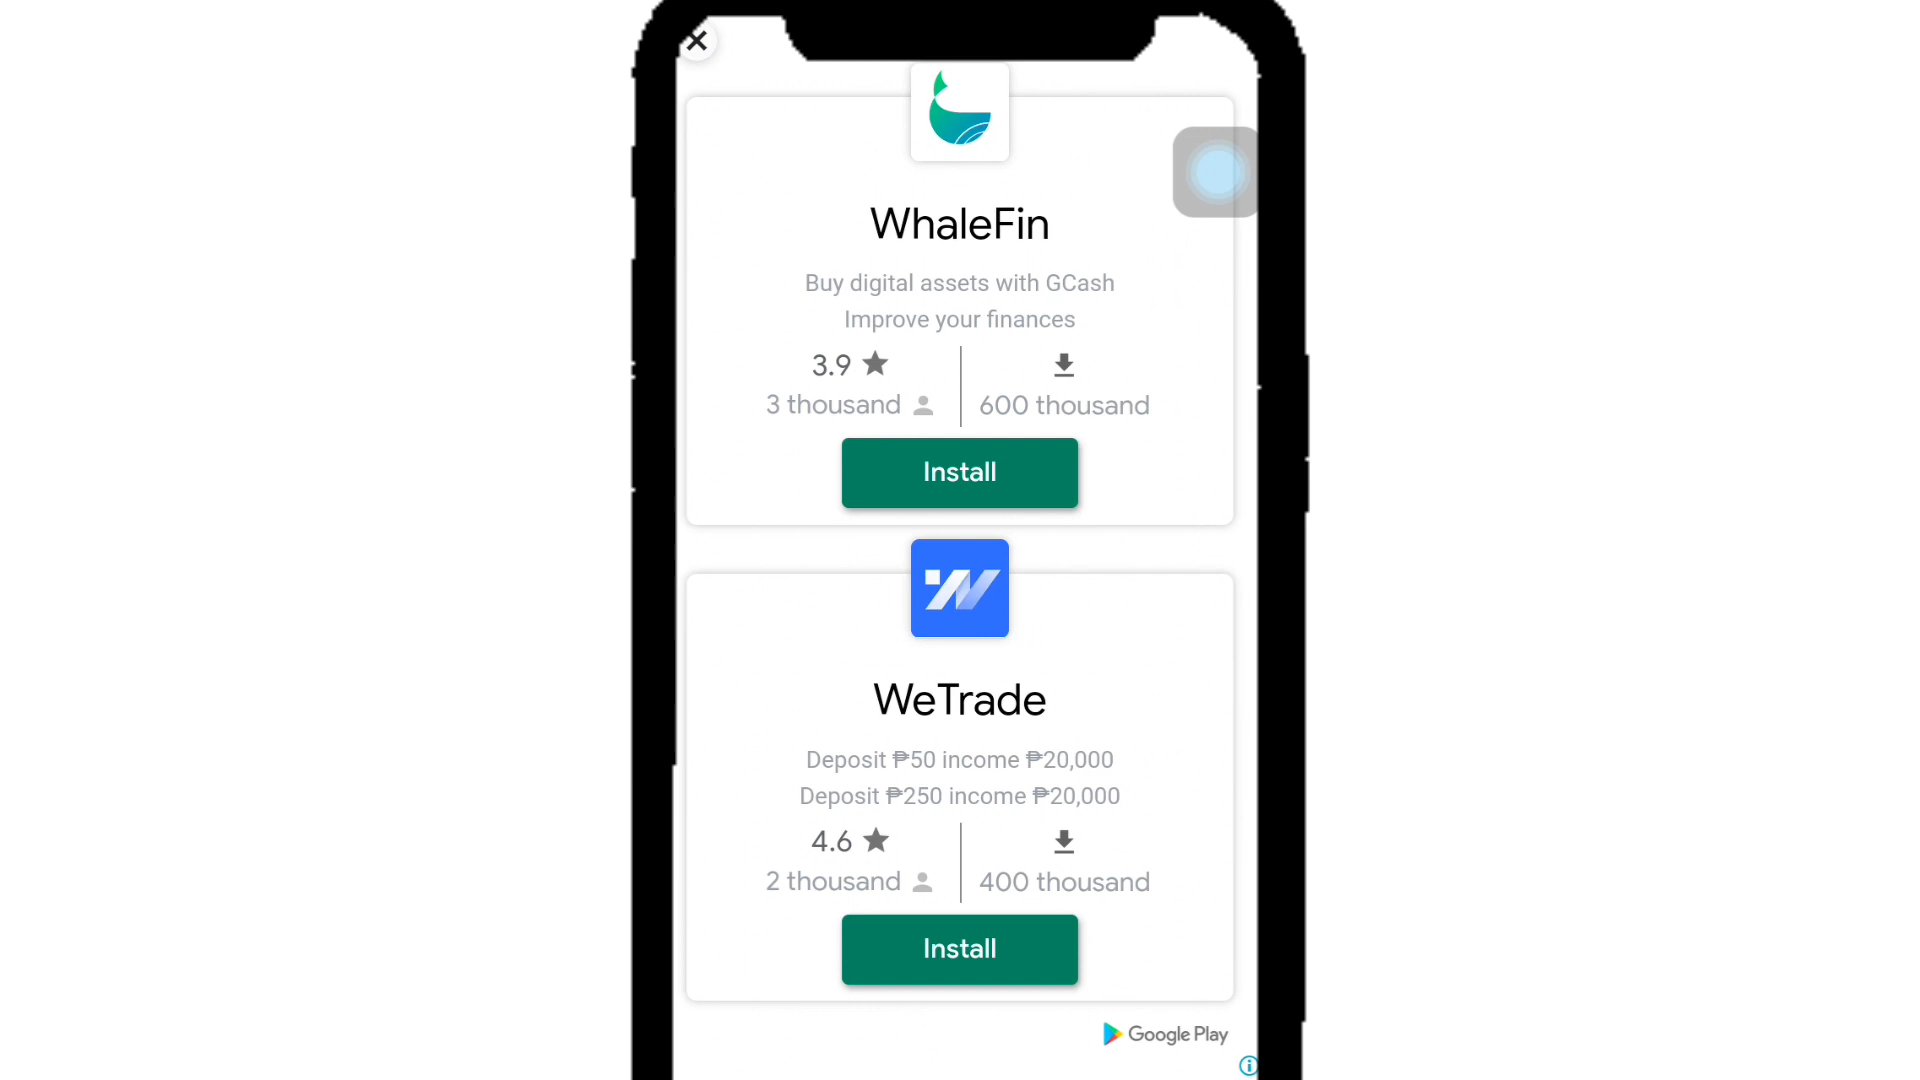 WhaleFin
Buy digital assets with GCash
Improve your finances
3.9 ★
3 thousand
600 thousand
Install
WeTrade
Deposit ₱50 income ₱20,000
Deposit ₱250 income ₱20,000
4.6 ★
2 thousand
400 thousand
Install
Google Play